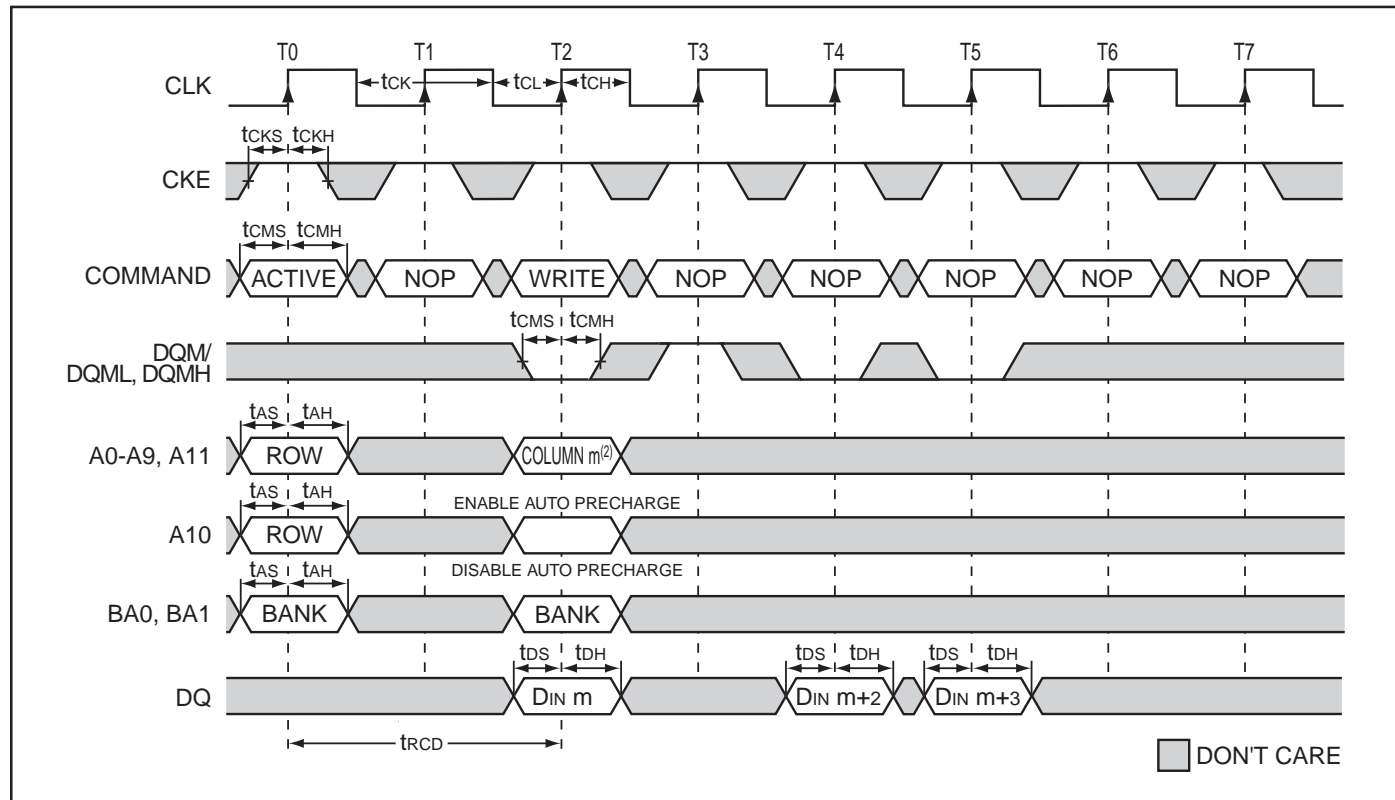 T0 T1 T2 T3 T4 T5 T6 T7
CLK tCK tCL tCH
tCKS tCKH
CKE
tCMS tCMH
COMMAND ACTIVE NOP WRITE NOP NOP NOP NOP NOP
tCMS tCMH
DQM/
DQML, DQMH
tAS tAH
A0-A9, A11 ROW COLUMN m(2)
tAS tAH ENABLE AUTO PRECHARGE
A10 ROW
tAS tAH DISABLE AUTO PRECHARGE
BA0, BA1 BANK BANK
tDS tDH tDS tDH tDS tDH
DQ DIN m DIN m+2 DIN m+3
tRCD
DON'T CARE